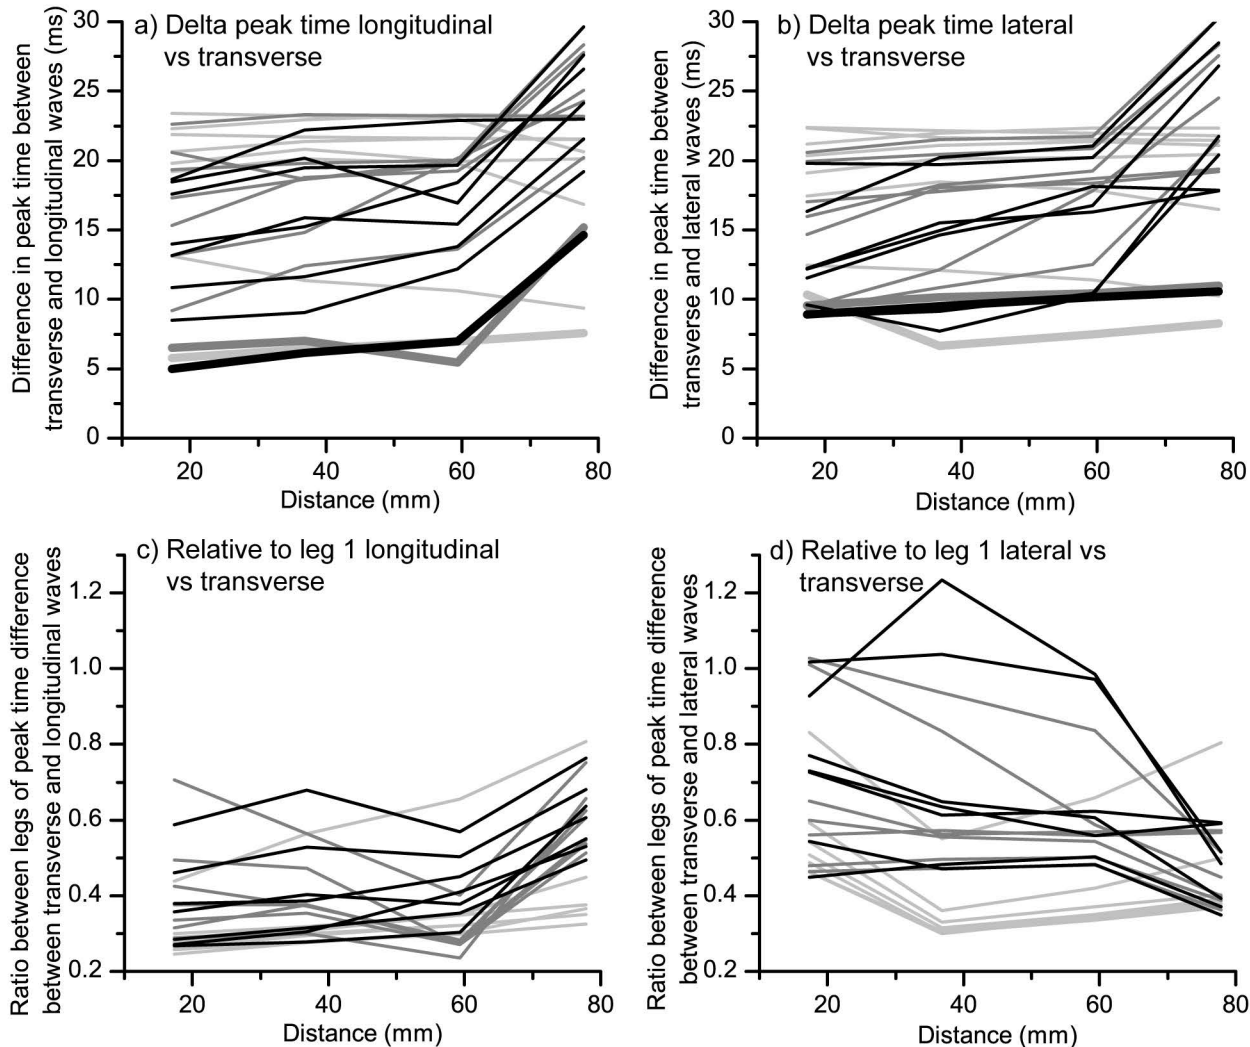 a) Delta peak time longitudinal
vs transverse
Difference in peak time between
transverse and longitudinal waves (ms)
30
25
20
15
10
5
0
20 40 60 80
Distance (mm)
b) Delta peak time lateral
vs transverse
Difference in peak time between
transverse and lateral waves (ms)
30
25
20
15
10
5
0
20 40 60 80
Distance (mm)
c) Relative to leg 1 longitudinal
vs transverse
Ratio between legs of peak time difference
between transverse and longitudinal waves
1.2
1.0
0.8
0.6
0.4
0.2
20 40 60 80
Distance (mm)
d) Relative to leg 1 lateral vs
transverse
Ratio between legs of peak time difference
between transverse and lateral waves
1.2
1.0
0.8
0.6
0.4
0.2
20 40 60 80
Distance (mm)